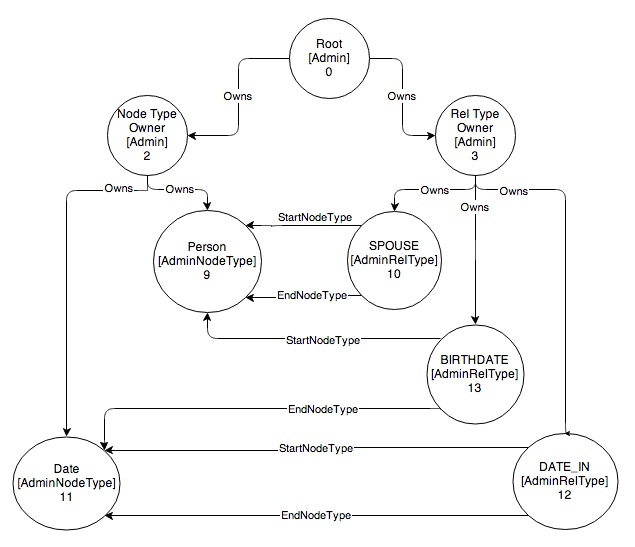 Root
[Admin]
0
Owns
Owns
Node Type
Owner
[Admin]
2
Rel Type
Owner
[Admin]
3
Owns
Owns
Owns
Owns
Owns
StartNodeType
Person
[AdminNodeType]
9
SPOUSE
[AdminRelType]
10
EndNodeType
StartNodeType
BIRTHDATE
[AdminRelType]
13
EndNodeType
StartNodeType
Date
[AdminNodeType]
11
DATE_IN
[AdminRelType]
12
EndNodeType